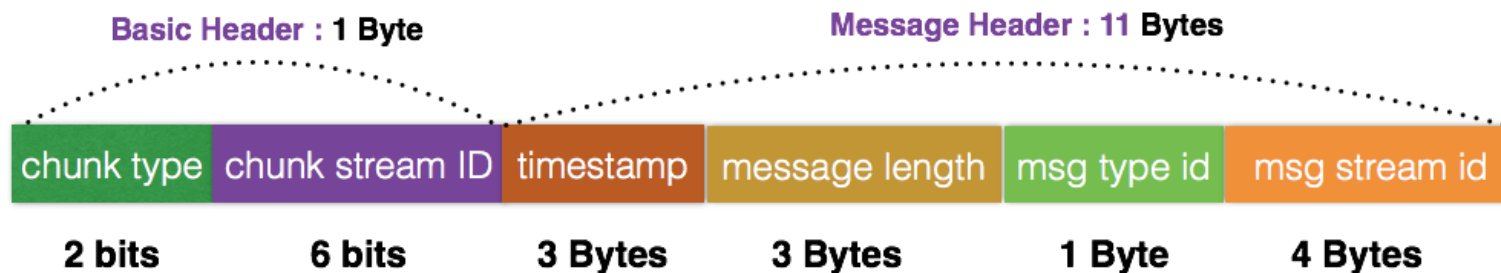 Basic Header : 1 Byte
Message Header : 11 Bytes
chunk type chunk stream ID timestamp message length msg type id msg stream id
2 bits 6 bits 3 Bytes 3 Bytes 1 Byte 4 Bytes